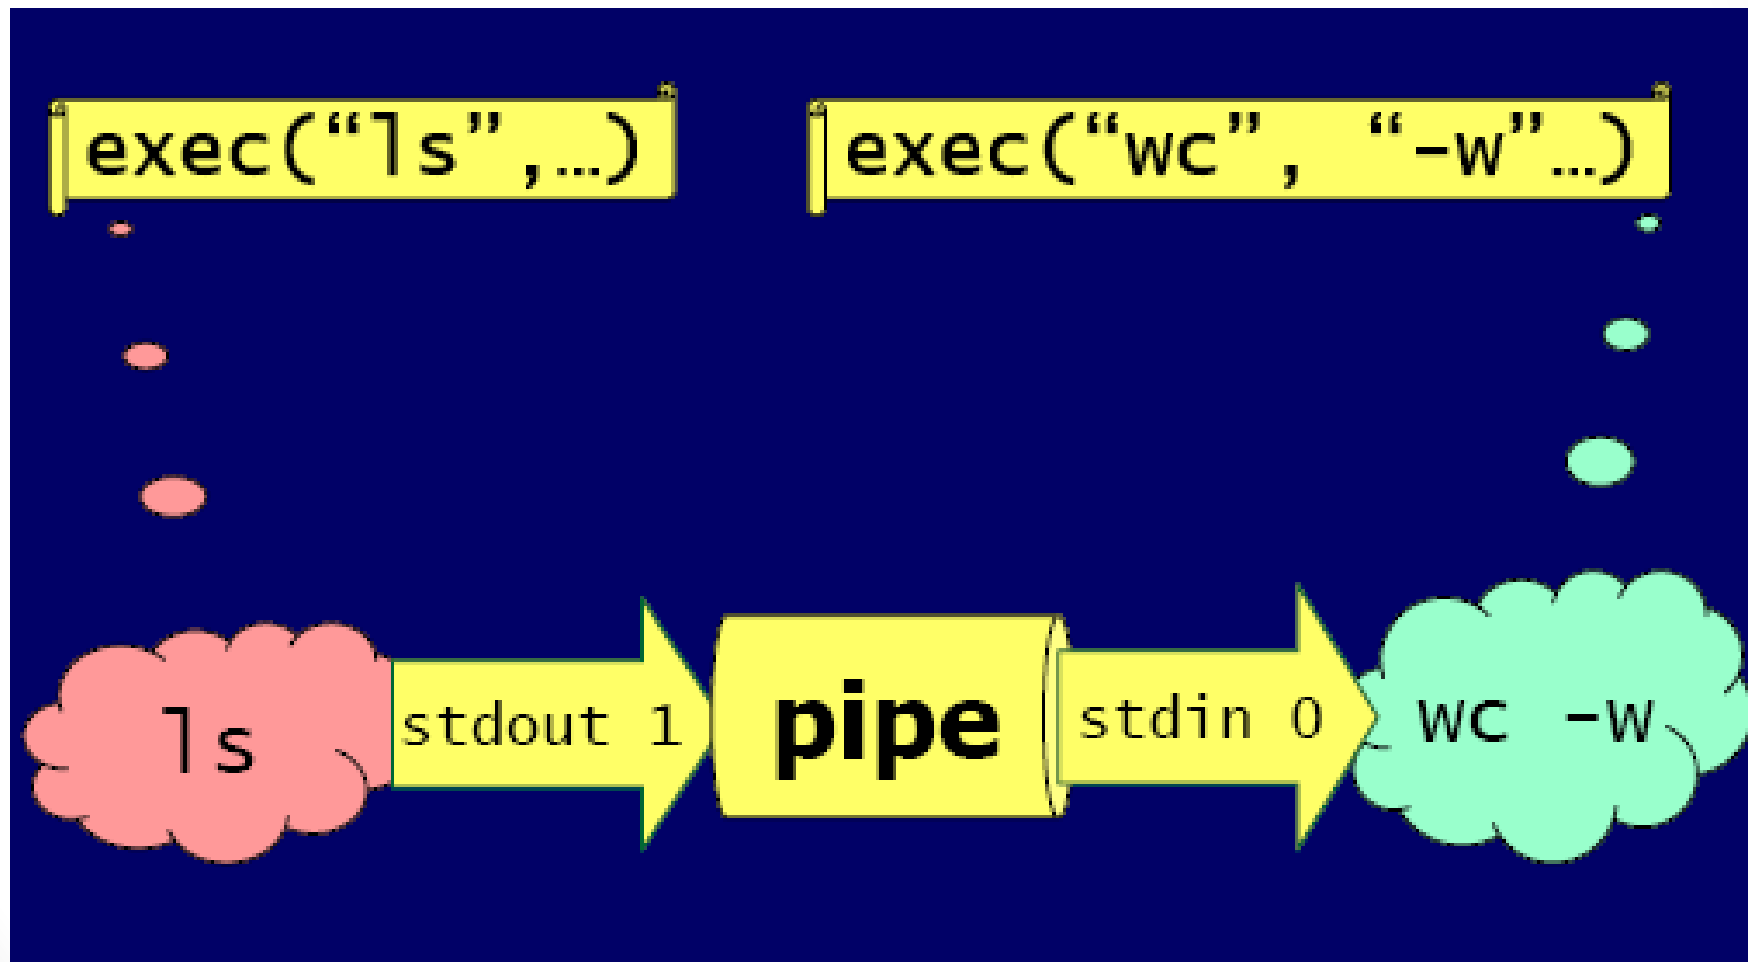 exec(“ls”,…)
exec(“wc”, “-w”…)
ls
stdout 1
pipe
stdin 0
wc -w